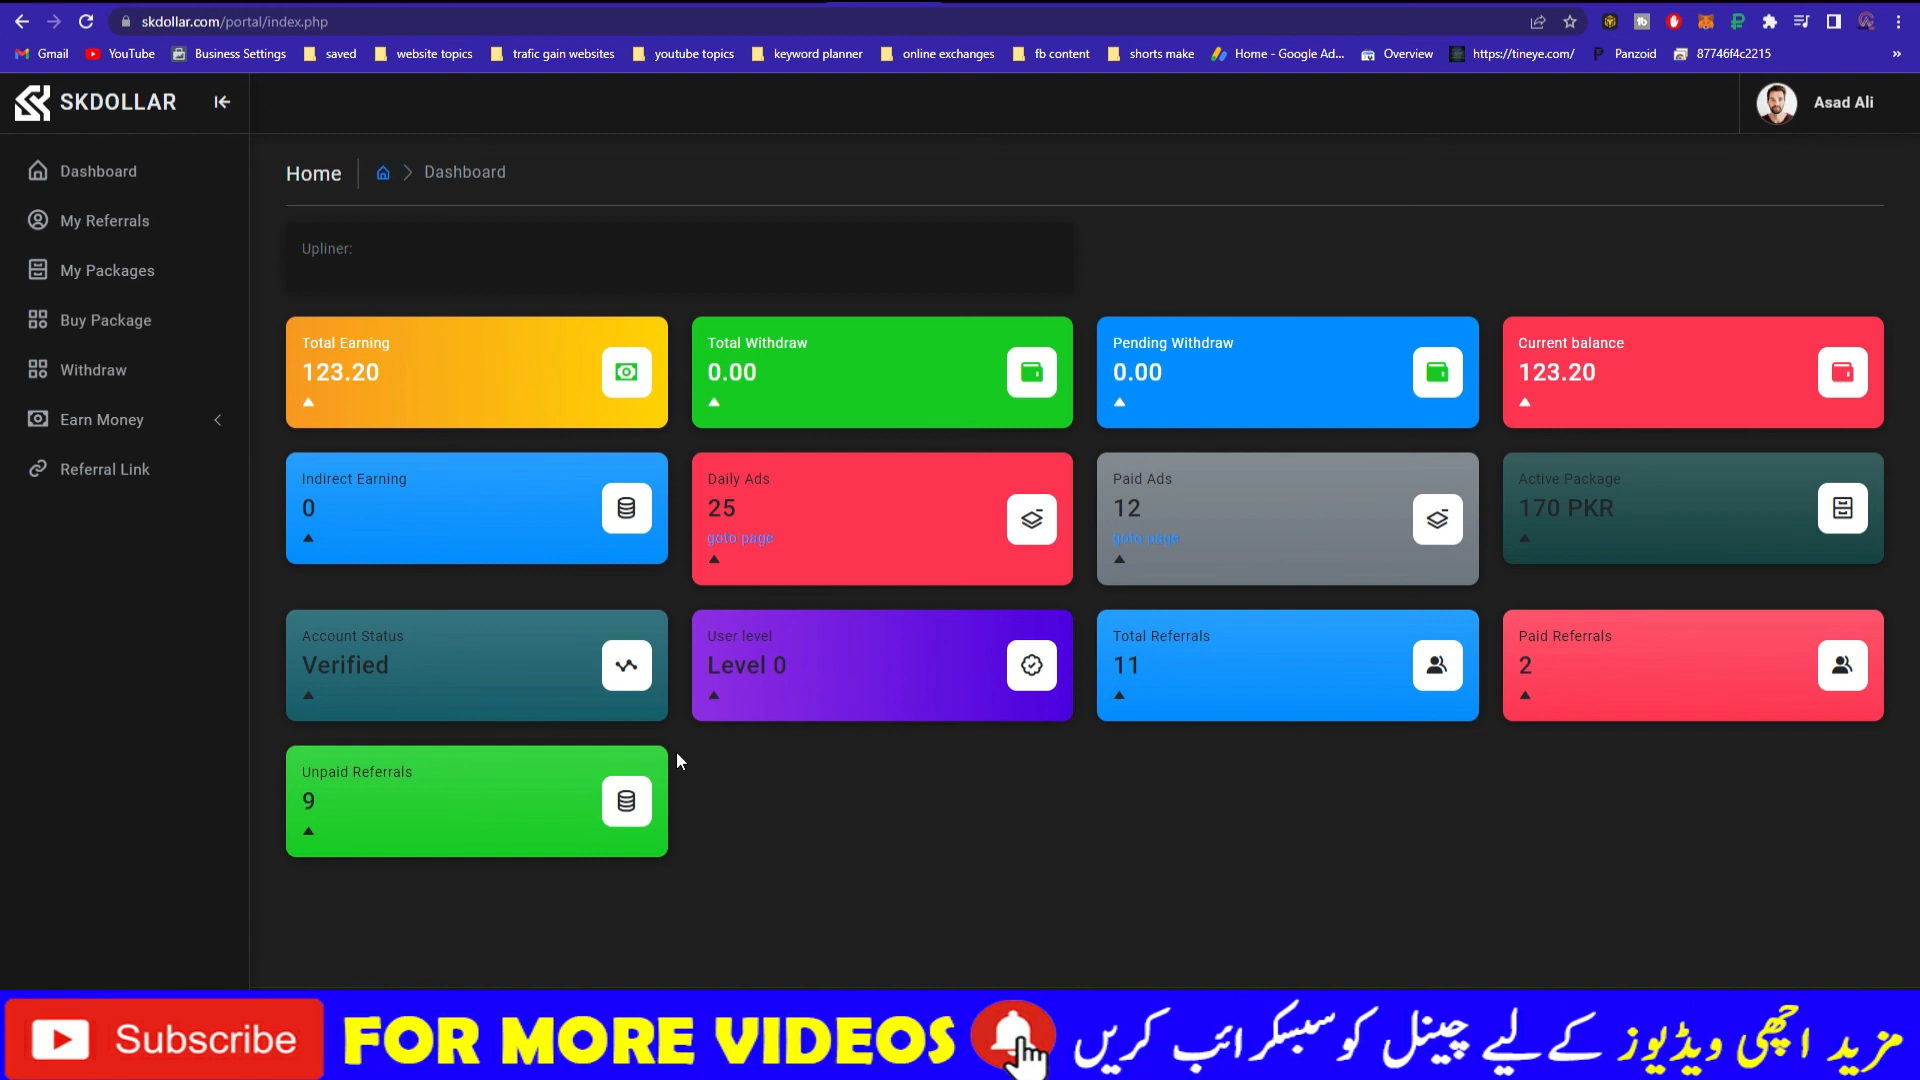 skdollar.com/portal/index.php
Gmail YouTube Business Settings saved website topics trafic gain websites youtube topics keyword planner online exchanges fb content shorts make Home - Google Ad... Overview https://tineye.com/ Panzoid 87746f4c2215 »
SKDOLLAR
Asad Ali
Dashboard
My Referrals
My Packages
Buy Package
Withdraw
Earn Money
Referral Link
Home Dashboard
Upliner:
Total Earning
123.20
Total Withdraw
0.00
Pending Withdraw
0.00
Current balance
123.20
Indirect Earning
0
Daily Ads
25
goto page
Paid Ads
12
goto page
Active Package
170 PKR
Account Status
Verified
User level
Level 0
Total Referrals
11
Paid Referrals
2
Unpaid Referrals
9
Subscribe
FOR MORE VIDEOS
مزید اچھی ویڈیوز کے لیے چینل کو سبسکرائب کریں